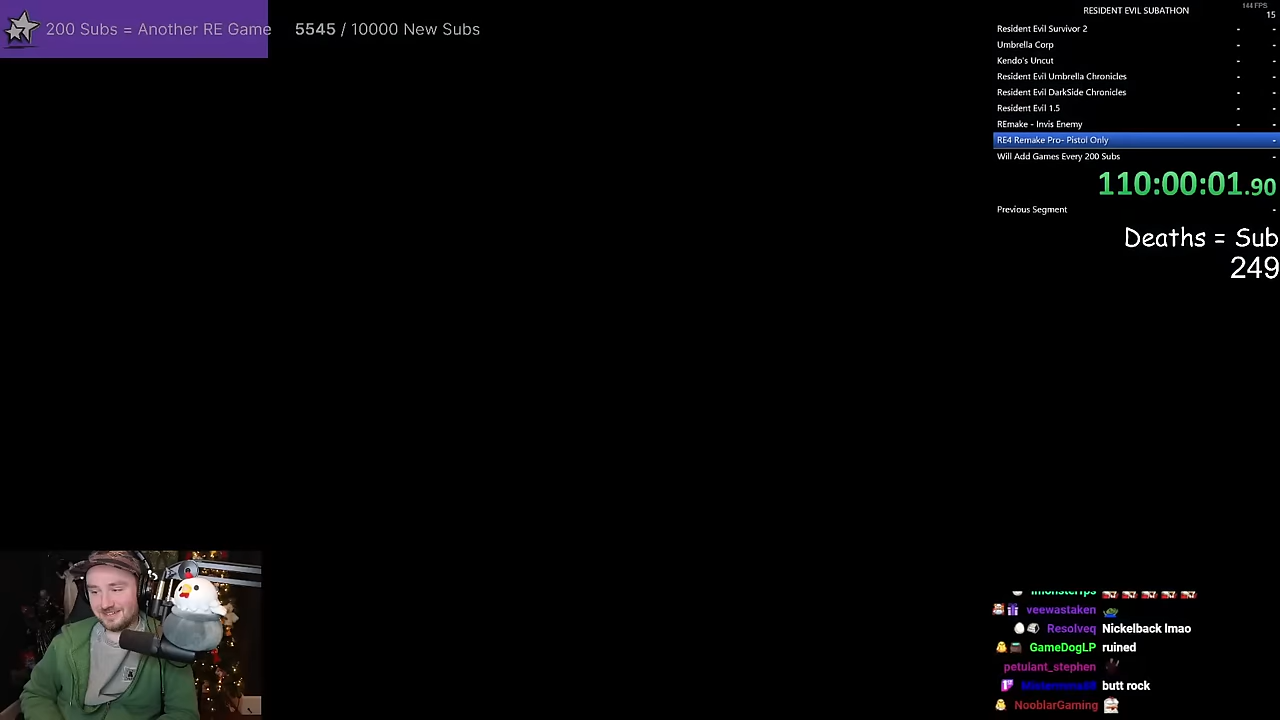 200 Subs = Another RE Game 5545 / 10000 New Subs
RESIDENT EVIL SUBATHON
144 FPS
15
Resident Evil Survivor 2 - -
Umbrella Corp - -
Kendo's Uncut - -
Resident Evil Umbrella Chronicles - -
Resident Evil DarkSide Chronicles - -
Resident Evil 1.5 - -
REmake - Invis Enemy - -
RE4 Remake Pro- Pistol Only -
Will Add Games Every 200 Subs -
110:00:01.90
Previous Segment -
Deaths = Sub
249
veewastaken
Resolveq Nickelback lmao
GameDogLP ruined
petulant_stephen
butt rock
NooblarGaming